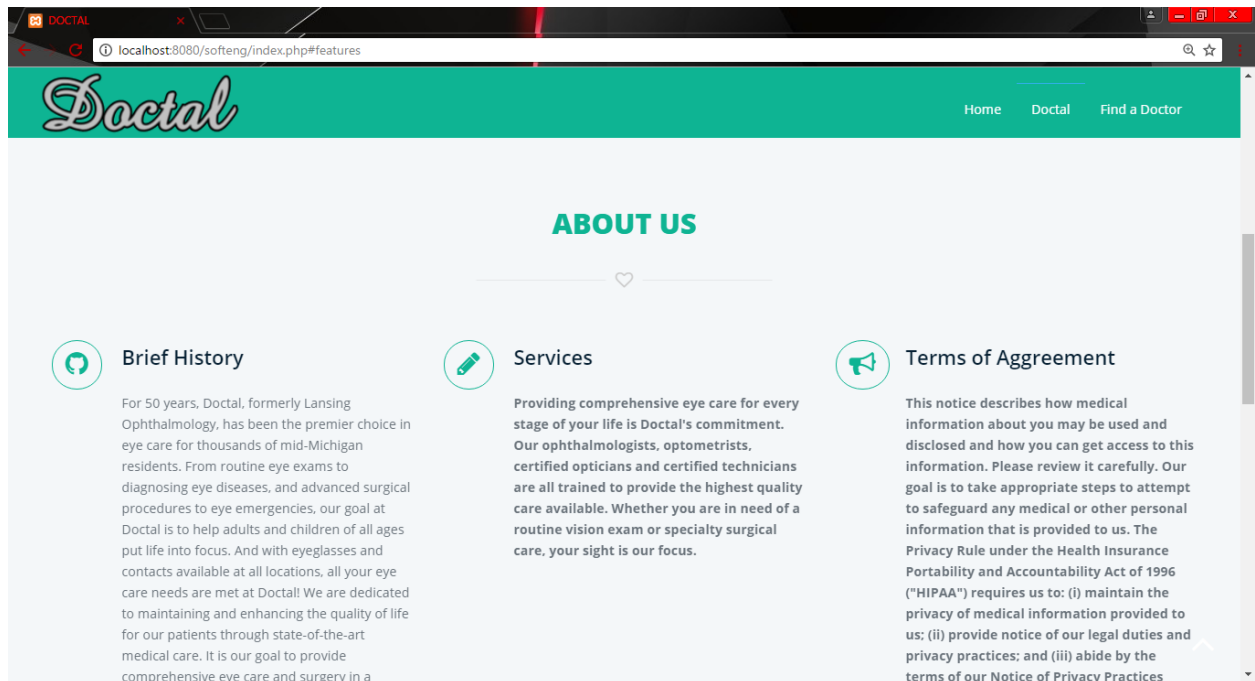 DOCTAL
localhost:8080/softeng/index.php#features
Doctal
Home Doctal Find a Doctor
ABOUT US
Brief History
For 50 years, Doctal, formerly Lansing
Ophthalmology, has been the premier choice in
eye care for thousands of mid-Michigan
residents. From routine eye exams to
diagnosing eye diseases, and advanced surgical
procedures to eye emergencies, our goal at
Doctal is to help adults and children of all ages
put life into focus. And with eyeglasses and
contacts available at all locations, all your eye
care needs are met at Doctal! We are dedicated
to maintaining and enhancing the quality of life
for our patients through state-of-the-art
medical care. It is our goal to provide
comprehensive eye care and surgery in a
Services
Providing comprehensive eye care for every
stage of your life is Doctal's commitment.
Our ophthalmologists, optometrists,
certified opticians and certified technicians
are all trained to provide the highest quality
care available. Whether you are in need of a
routine vision exam or specialty surgical
care, your sight is our focus.
Terms of Aggreement
This notice describes how medical
information about you may be used and
disclosed and how you can get access to this
information. Please review it carefully. Our
goal is to take appropriate steps to attempt
to safeguard any medical or other personal
information that is provided to us. The
Privacy Rule under the Health Insurance
Portability and Accountability Act of 1996
("HIPAA") requires us to: (i) maintain the
privacy of medical information provided to
us; (ii) provide notice of our legal duties and
privacy practices; and (iii) abide by the
terms of our Notice of Privacy Practices